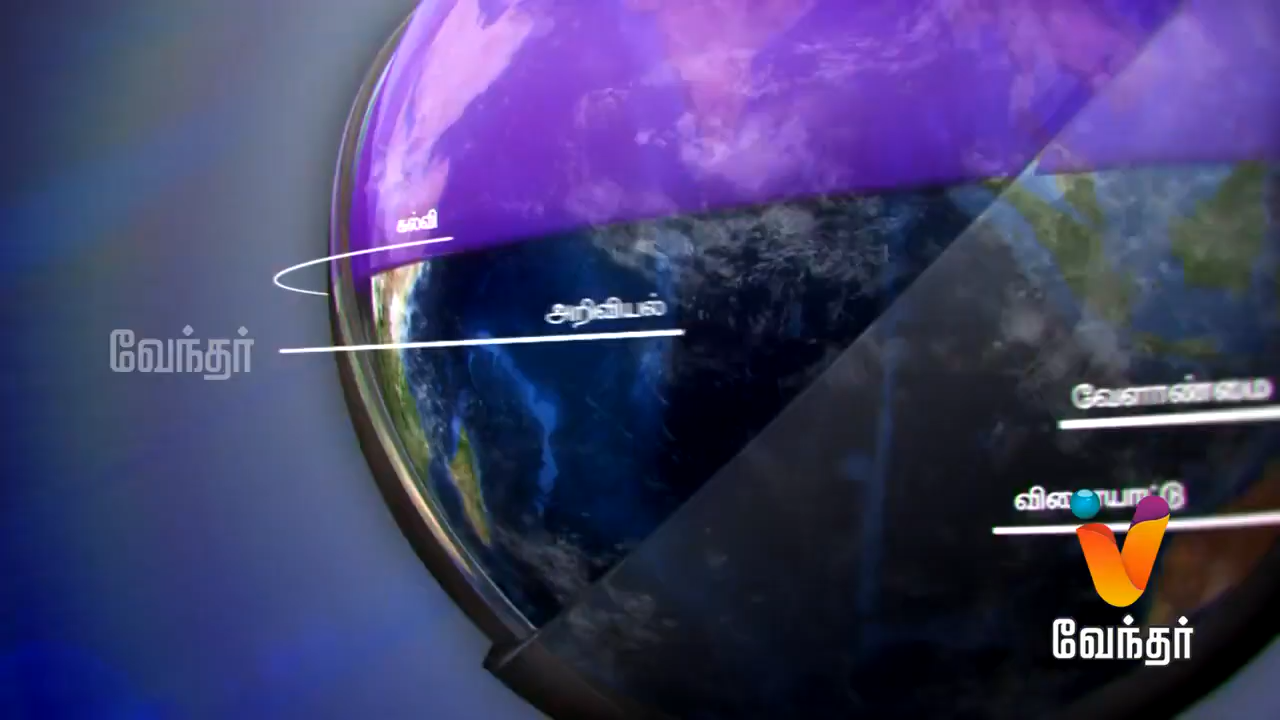 கல்வி
அறிவியல்
வேந்தர்
வேளாண்மை
விளையாட்டு
வேந்தர்